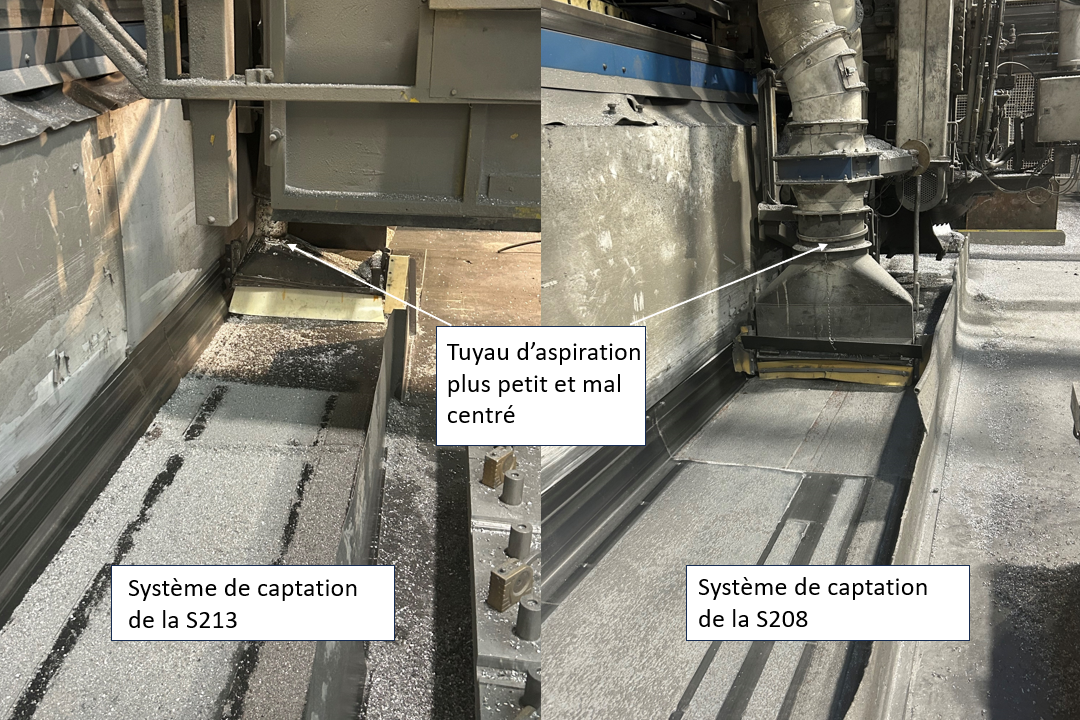 Tuyau d’aspiration
plus petit et mal
centré
Système de captation
de la S213
Système de captation
de la S208